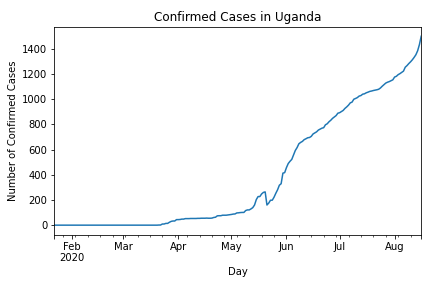 Confirmed Cases in Uganda
Number of Confirmed Cases
1400
1200
1000
800
600
400
200
0
Feb Mar Apr May Jun Jul Aug
2020
Day